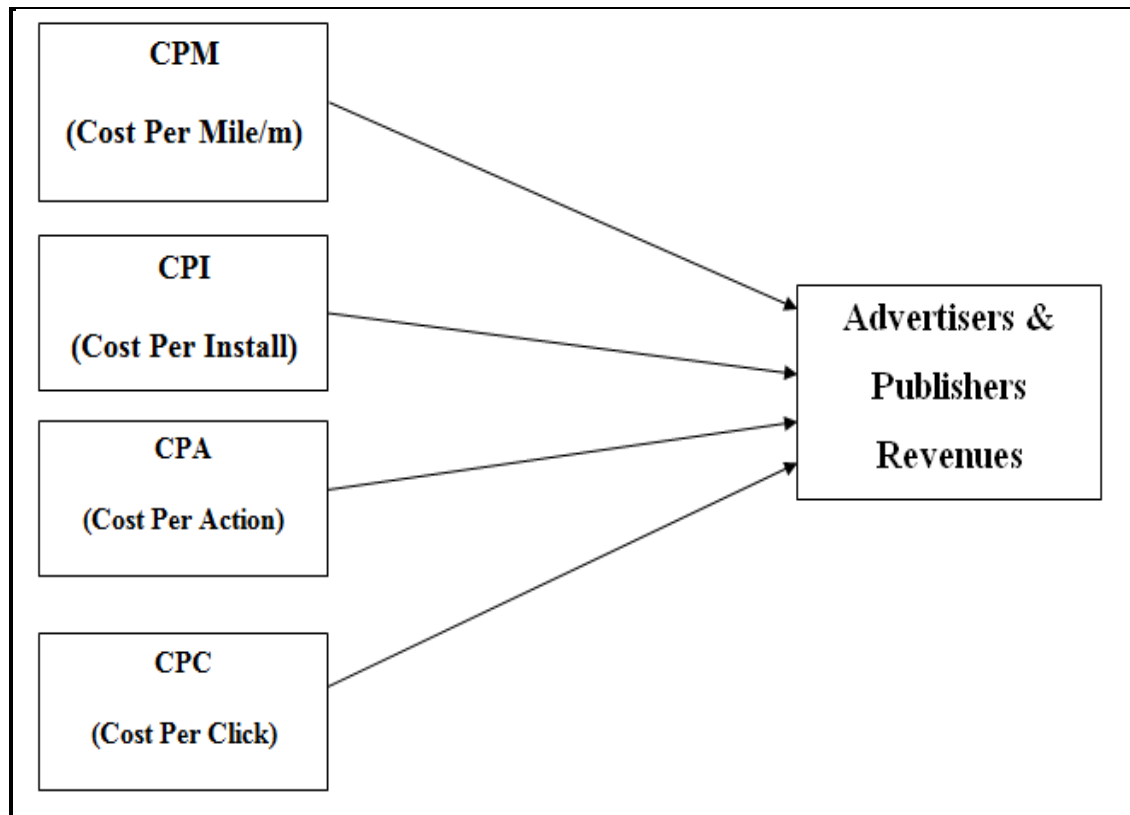 CPM
(Cost Per Mile/m)
CPI
(Cost Per Install)
CPA
(Cost Per Action)
CPC
(Cost Per Click)
Advertisers &
Publishers
Revenues